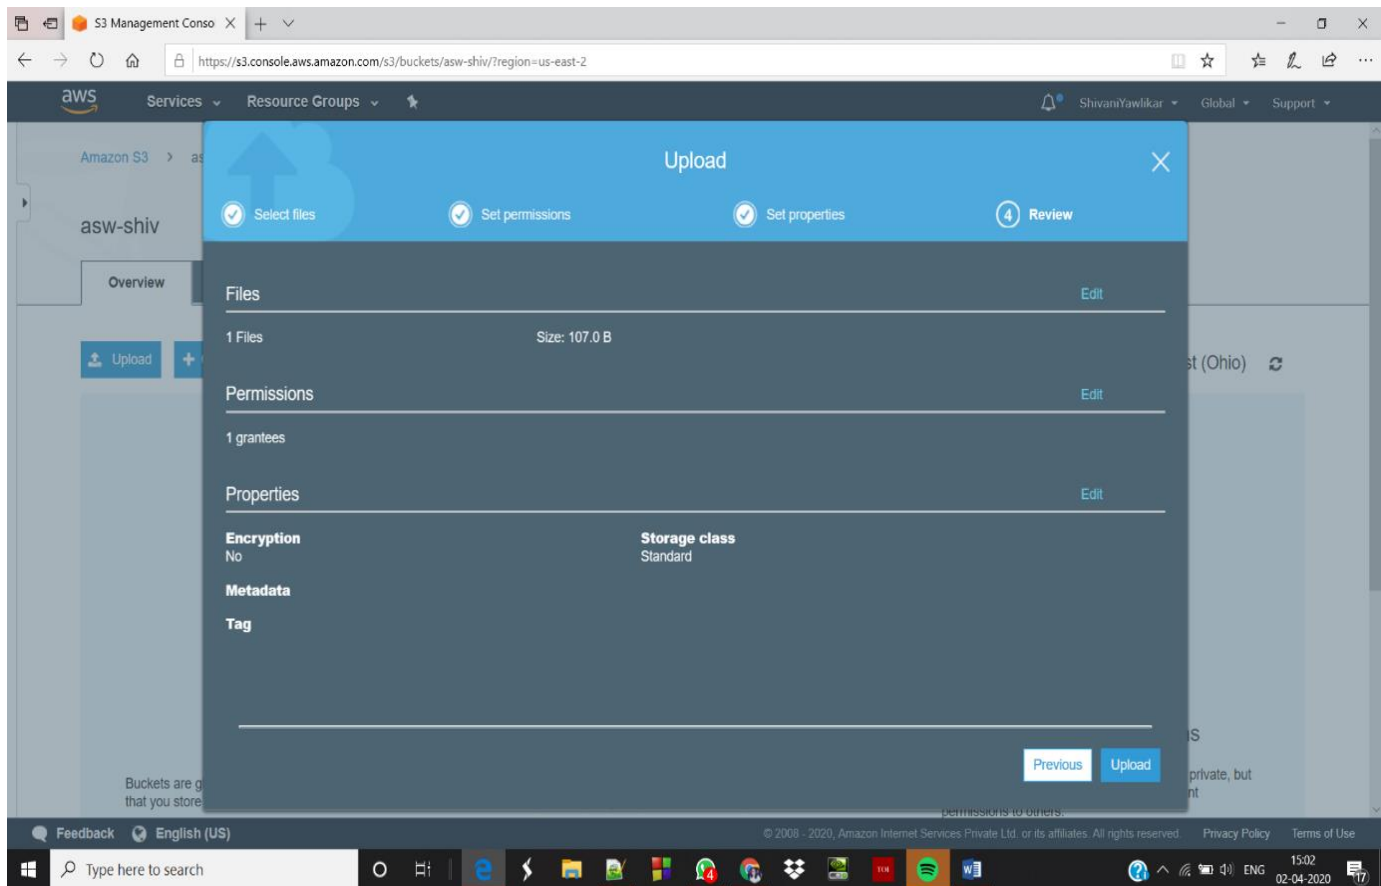 S3 Management Conso
https://s3.console.aws.amazon.com/s3/buckets/asw-shiv/?region=us-east-2
aws Services Resource Groups ShivaniYawlikar Global Support
Amazon S3 > as
Upload
Select files Set permissions Set properties 4 Review
asw-shiv
Overview
Files Edit
1 Files Size: 107.0 B
Upload st (Ohio)
Permissions Edit
1 grantees
Properties Edit
Encryption Storage class
No Standard
Metadata
Tag
Previous Upload
Buckets are g private, but
that you store nt
permissions to others.
Feedback English (US) © 2008 - 2020, Amazon Internet Services Private Ltd. or its affiliates. All rights reserved. Privacy Policy Terms of Use
Type here to search ENG 15:02
02-04-2020